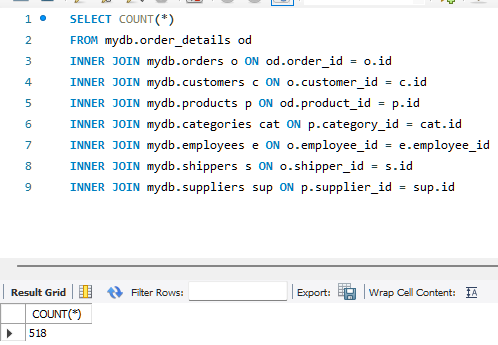 1 SELECT COUNT(*)
2 FROM mydb.order_details od
3 INNER JOIN mydb.orders o ON od.order_id = o.id
4 INNER JOIN mydb.customers c ON o.customer_id = c.id
5 INNER JOIN mydb.products p ON od.product_id = p.id
6 INNER JOIN mydb.categories cat ON p.category_id = cat.id
7 INNER JOIN mydb.employees e ON o.employee_id = e.employee_id
8 INNER JOIN mydb.shippers s ON o.shipper_id = s.id
9 INNER JOIN mydb.suppliers sup ON p.supplier_id = sup.id
Result Grid Filter Rows: Export: Wrap Cell Content: IA
COUNT(*)
518